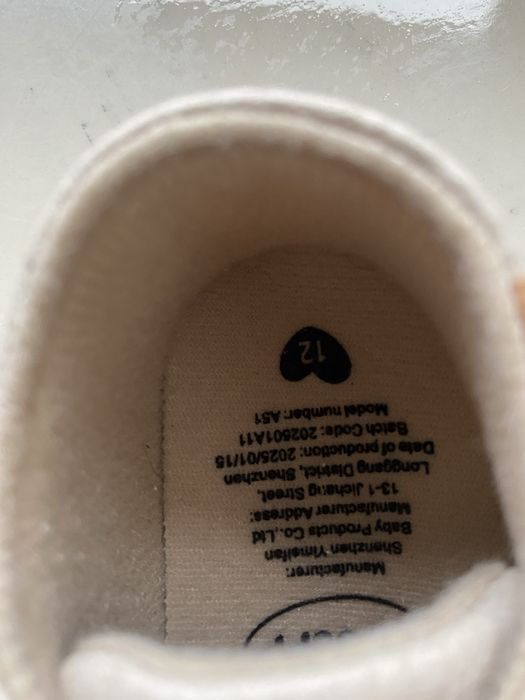 Manufacturer:
Shenzhen Yimeifan
Baby Products Co.,Ltd
Manufacturer Address:
13-1 Jichang Street,
Longgang District, Shenzhen
Date of production: 2025/01/15
Batch Code: 202501A11
Model number: A51
12